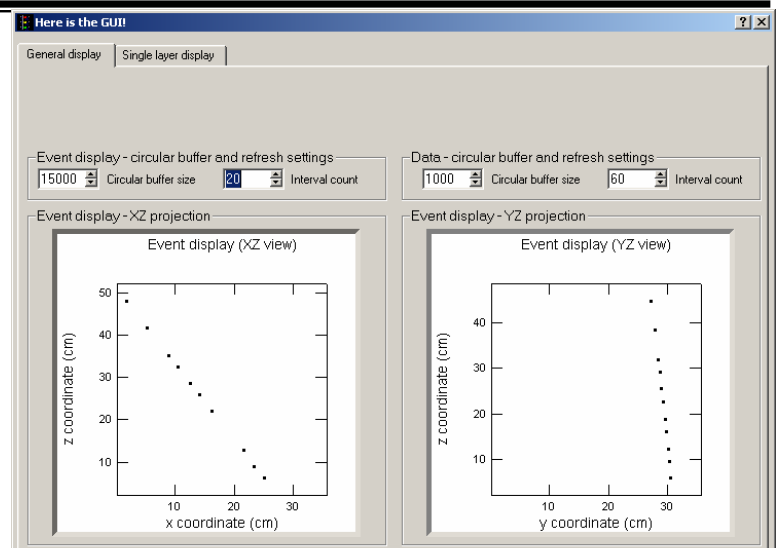 Here is the GUI!
General display Single layer display
Event display - circular buffer and refresh settings
15000 Circular buffer size 20 Interval count
Data - circular buffer and refresh settings
1000 Circular buffer size 60 Interval count
Event display - XZ projection
Event display (XZ view)
50
40
30
20
10
z coordinate (cm)
10 20 30
x coordinate (cm)
Event display - YZ projection
Event display (YZ view)
40
30
20
10
z coordinate (cm)
10 20 30
y coordinate (cm)